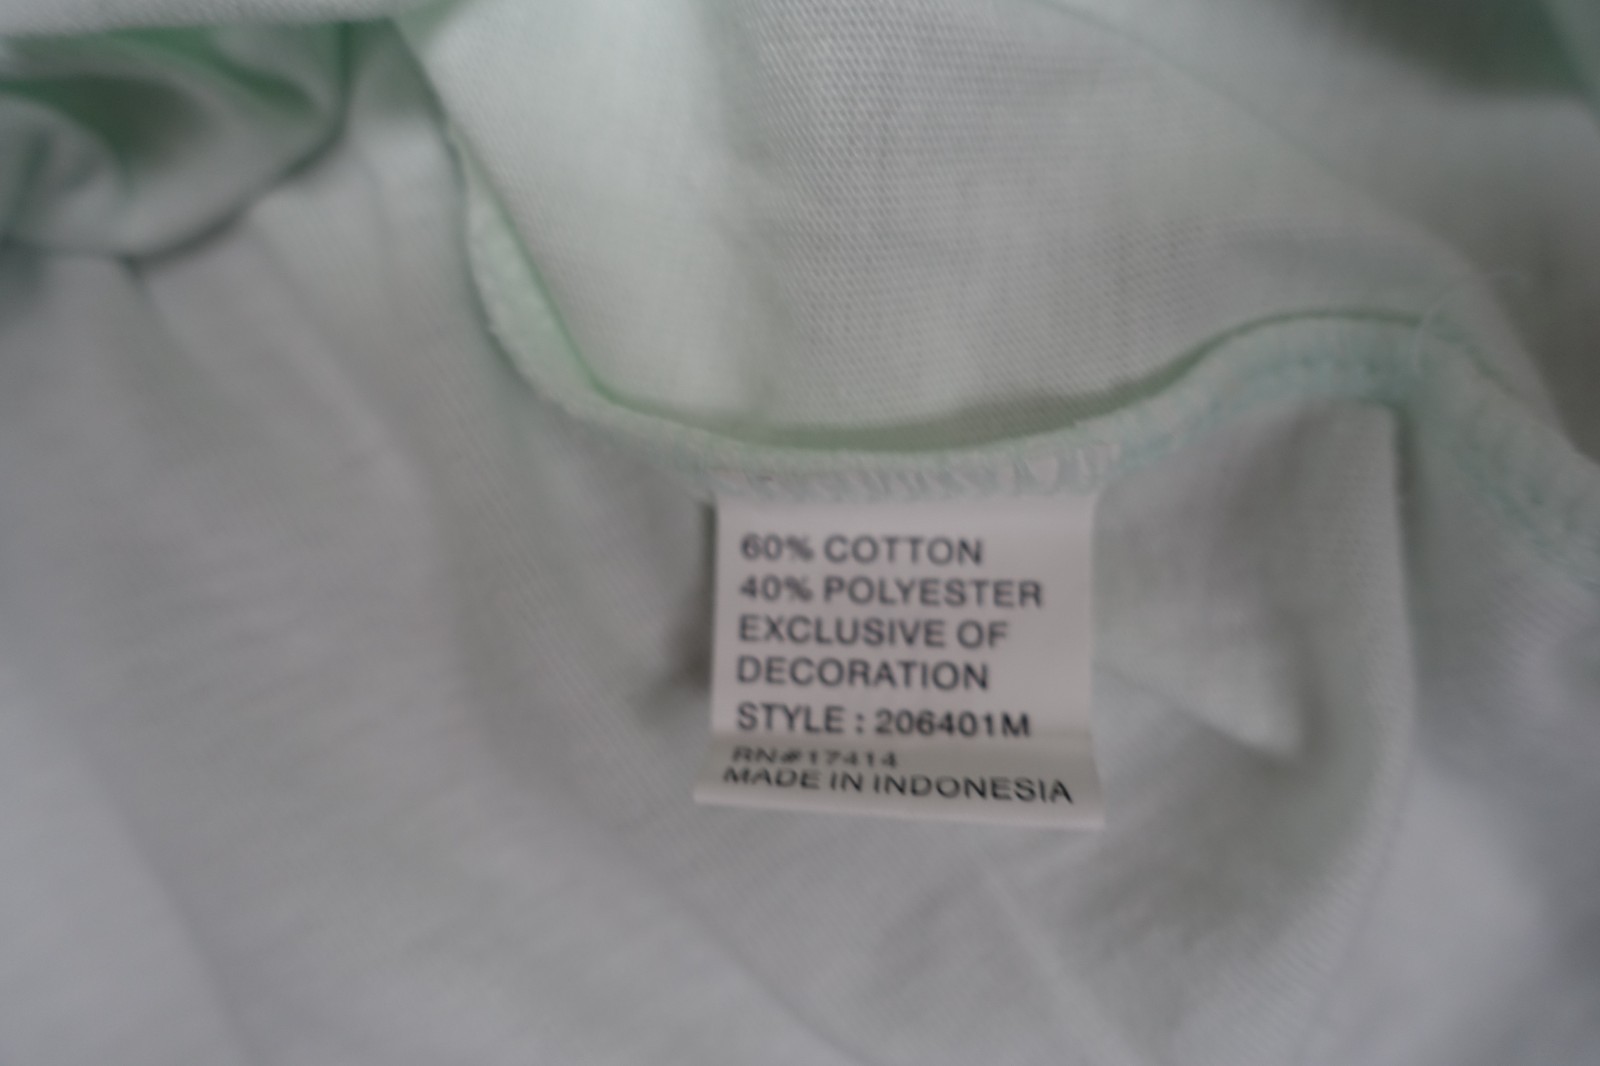 60% COTTON
40% POLYESTER
EXCLUSIVE OF
DECORATION
STYLE : 206401M
RN#17414
MADE IN INDONESIA